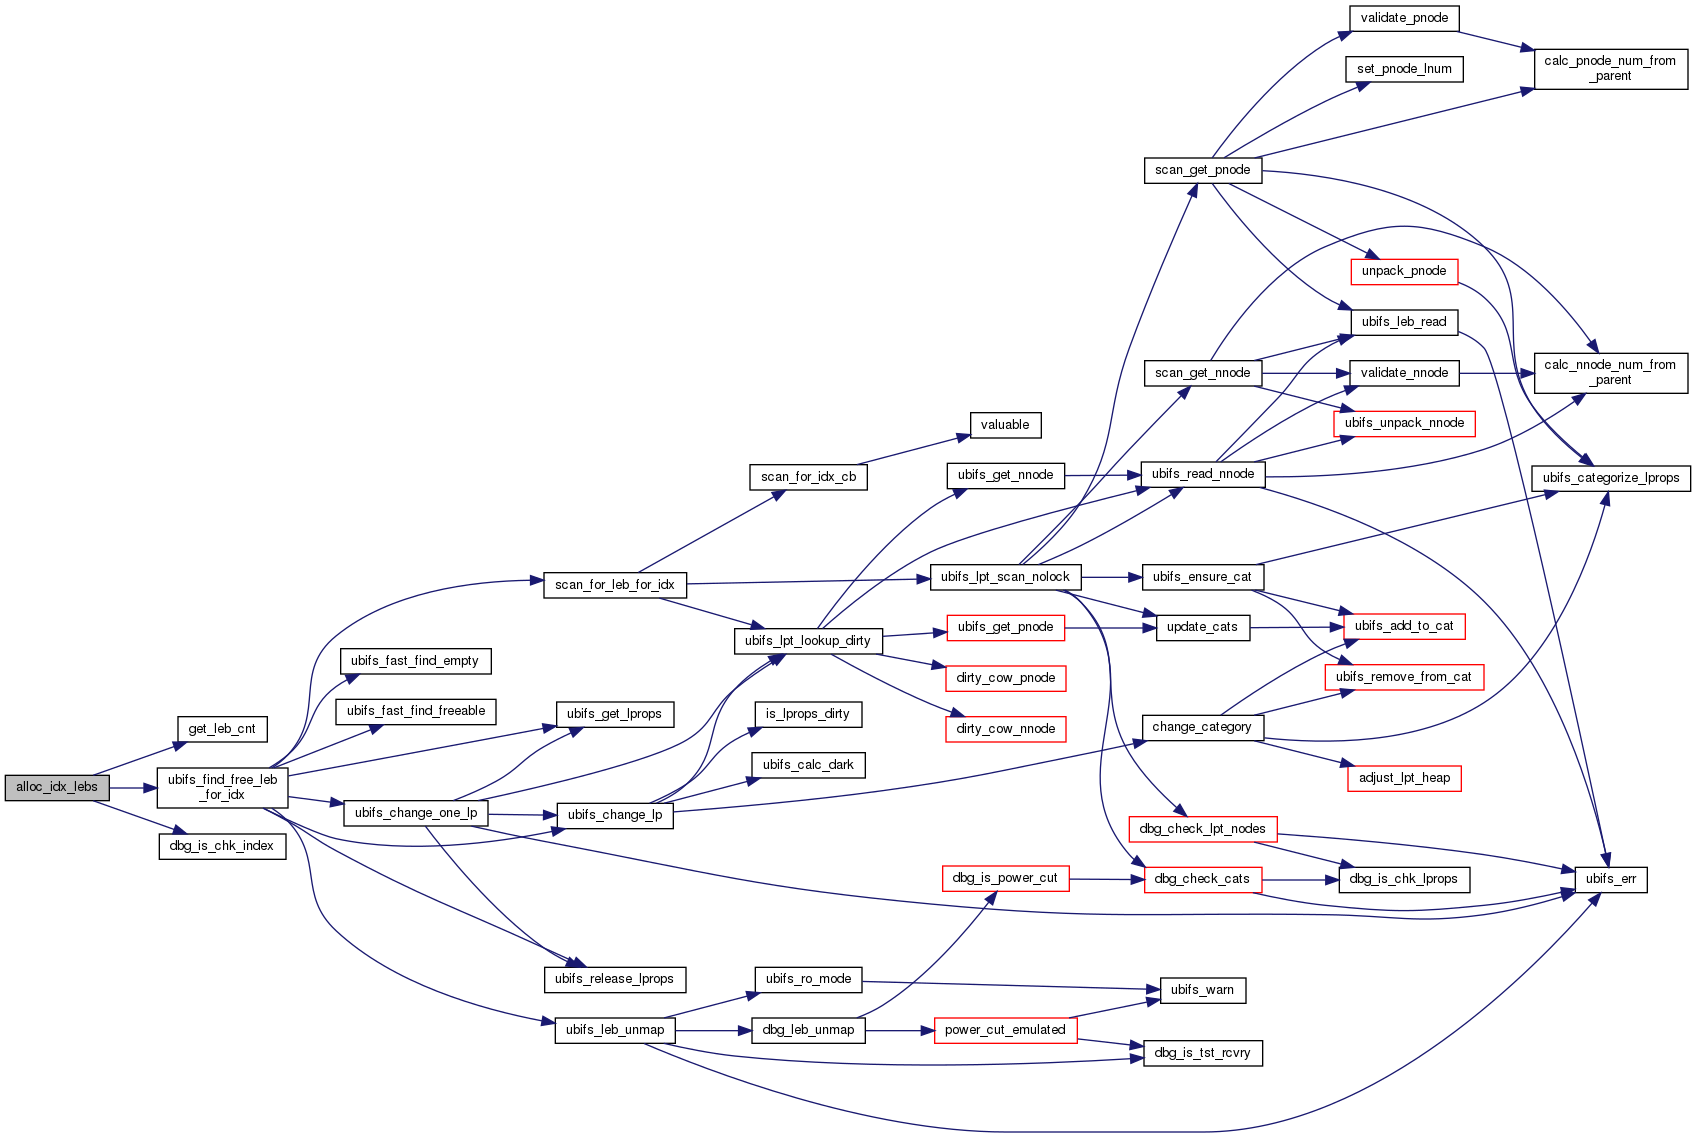 validate_pnode
calc_pnode_num_from
_parent
set_pnode_lnum
scan_get_pnode
unpack_pnode
ubifs_leb_read
scan_get_nnode
validate_nnode
calc_nnode_num_from
_parent
valuable
ubifs_unpack_nnode
scan_for_idx_cb
ubifs_get_nnode
ubifs_read_nnode
ubifs_categorize_lprops
scan_for_leb_for_idx
ubifs_lpt_scan_nolock
ubifs_ensure_cat
ubifs_lpt_lookup_dirty
ubifs_get_pnode
update_cats
ubifs_add_to_cat
ubifs_fast_find_empty
dirty_cow_pnode
ubifs_remove_from_cat
ubifs_fast_find_freeable
ubifs_get_lprops
is_lprops_dirty
get_leb_cnt
dirty_cow_nnode
change_category
ubifs_calc_dark
adjust_lpt_heap
alloc_idx_lebs
ubifs_find_free_leb
_for_idx
ubifs_change_one_lp
ubifs_change_lp
dbg_check_lpt_nodes
dbg_is_chk_index
dbg_is_power_cut
dbg_check_cats
dbg_is_chk_lprops
ubifs_err
ubifs_release_lprops
ubifs_ro_mode
ubifs_warn
ubifs_leb_unmap
dbg_leb_unmap
power_cut_emulated
dbg_is_tst_rcvry